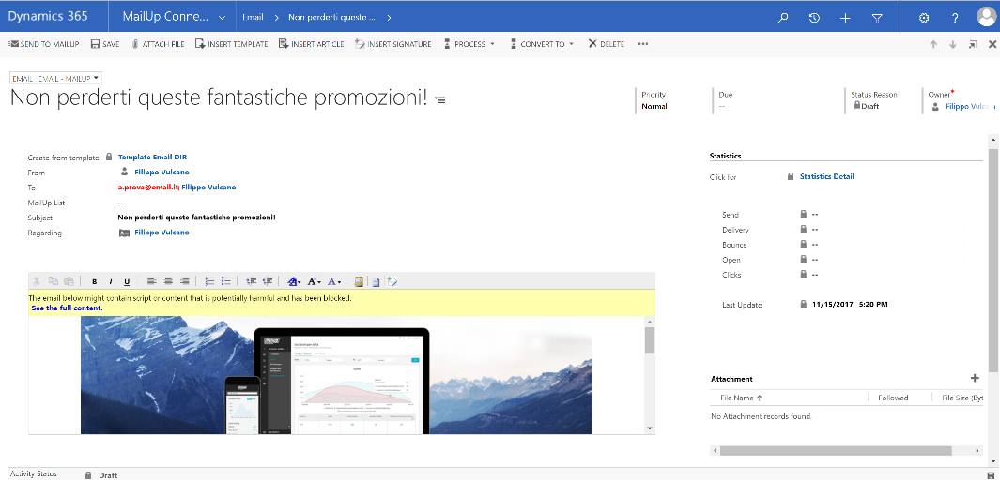 Dynamics 365 MailUp Conne... Email Non perderti queste ...
SEND TO MAILUP SAVE ATTACH FILE INSERT TEMPLATE INSERT ARTICLE INSERT SIGNATURE PROCESS CONVERT TO DELETE
EMAIL : EMAIL - MAILUP
Non perderti queste fantastiche promozioni!
Priority
Normal
Due
--
Status Reason
Draft
Owner*
Filippo Vulca
Create from template Template Email DIR
From Filippo Vulcano
To a.prova@email.it; Filippo Vulcano
MailUp List --
Subject Non perderti queste fantastiche promozioni!
Regarding Filippo Vulcano
B I U
The email below might contain script or content that is potentially harmful and has been blocked.
See the full content.
Statistics
Click for Statistics Detail
Send --
Delivery --
Bounce --
Open --
Clicks --
Last Update 11/15/2017 5:20 PM
Attachment
File Name Followed File Size (Byt
No Attachment records found.
Activity Status Draft